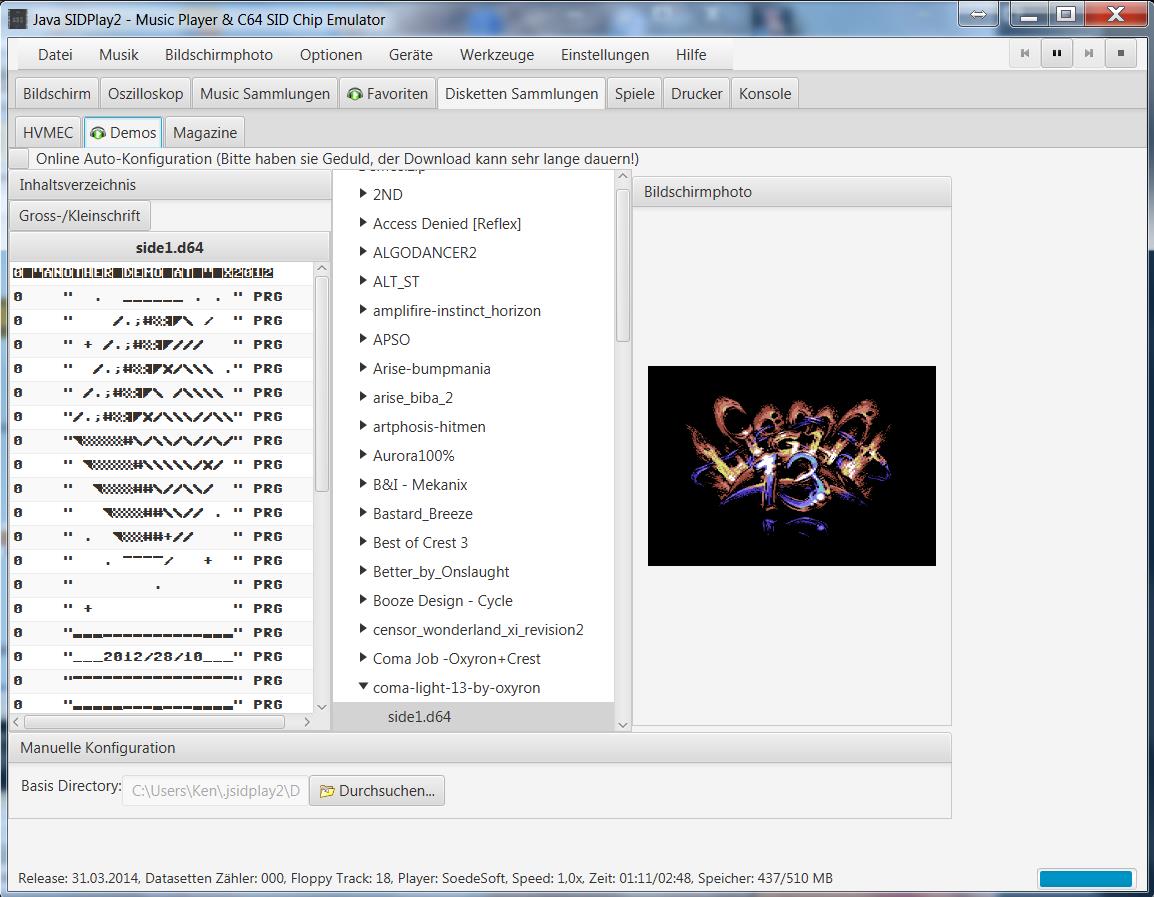 Java SIDPlay2 - Music Player & C64 SID Chip Emulator
Datei Musik Bildschirmphoto Optionen Geräte Werkzeuge Einstellungen Hilfe
Bildschirm Oszilloskop Music Sammlungen Favoriten Disketten Sammlungen Spiele Drucker Konsole
HVMEC Demos Magazine
Online Auto-Konfiguration (Bitte haben sie Geduld, der Download kann sehr lange dauern!)
Inhaltsverzeichnis
Gross-/Kleinschrift
side1.d64
0 "ANOTHER DEMO AT " X2012
0 " . ______ . . " PRG
0 " " PRG
0 " " PRG
0 " " PRG
0 " " PRG
0 " " PRG
0 " " PRG
0 " " PRG
0 " " PRG
0 " " PRG
0 " " PRG
0 " " PRG
0 " . " PRG
0 " + " PRG
0 "________________" PRG
0 "___2012/28/10___" PRG
0 " " PRG
0 "________________" PRG
Demos.zip
2ND
Access Denied [Reflex]
ALGODANCER2
ALT_ST
amplifire-instinct_horizon
APSO
Arise-bumpmania
arise_biba_2
artphosis-hitmen
Aurora100%
B&I - Mekanix
Bastard_Breeze
Best of Crest 3
Better_by_Onslaught
Booze Design - Cycle
censor_wonderland_xi_revision2
Coma Job -Oxyron+Crest
coma-light-13-by-oxyron
side1.d64
Bildschirmphoto
COMA
LIGHT
13
Manuelle Konfiguration
Basis Directory: C:\Users\Ken\.jsidplay2\D Durchsuchen...
Release: 31.03.2014, Datasetten Zähler: 000, Floppy Track: 18, Player: SoedeSoft, Speed: 1,0x, Zeit: 01:11/02:48, Speicher: 437/510 MB